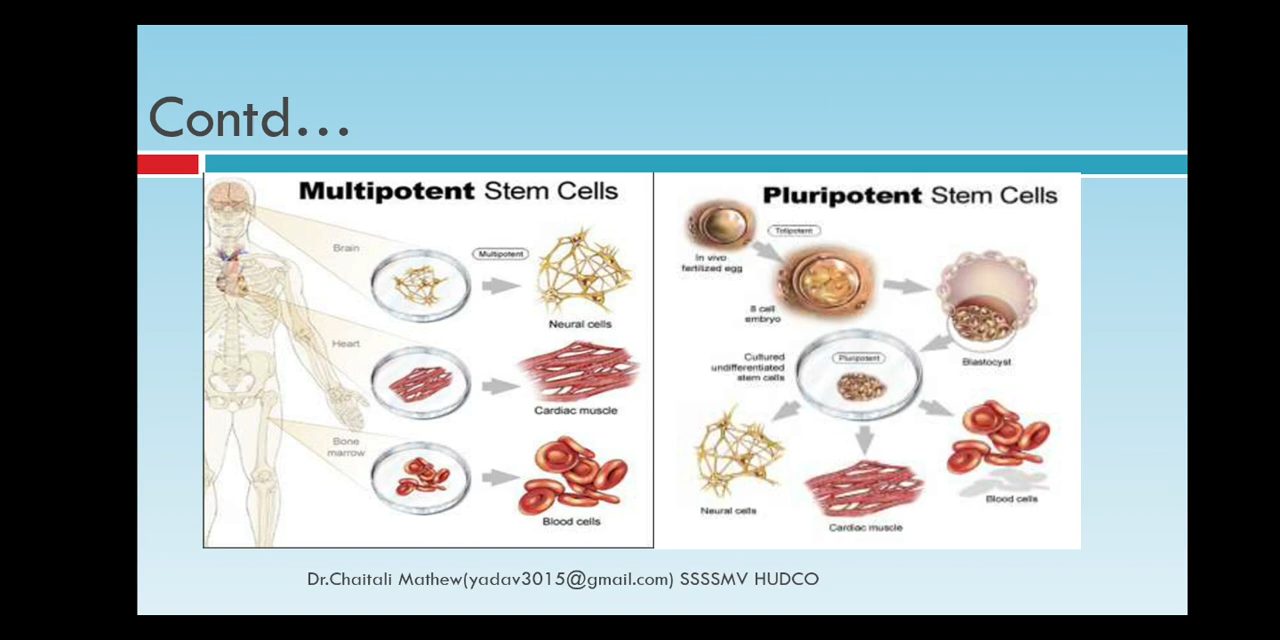 Contd...
Multipotent Stem Cells
Brain
Multipotent
Neural cells
Heart
Cardiac muscle
Bone
marrow
Blood cells
Pluripotent Stem Cells
Totipotent
In vivo
fertilized egg
8 cell
embryo
Blastocyst
Cultured
undifferentiated
stem cells
Pluripotent
Neural cells
Cardiac muscle
Blood cells
Dr.Chaitali Mathew(yadav3015@gmail.com) SSSSMV HUDCO